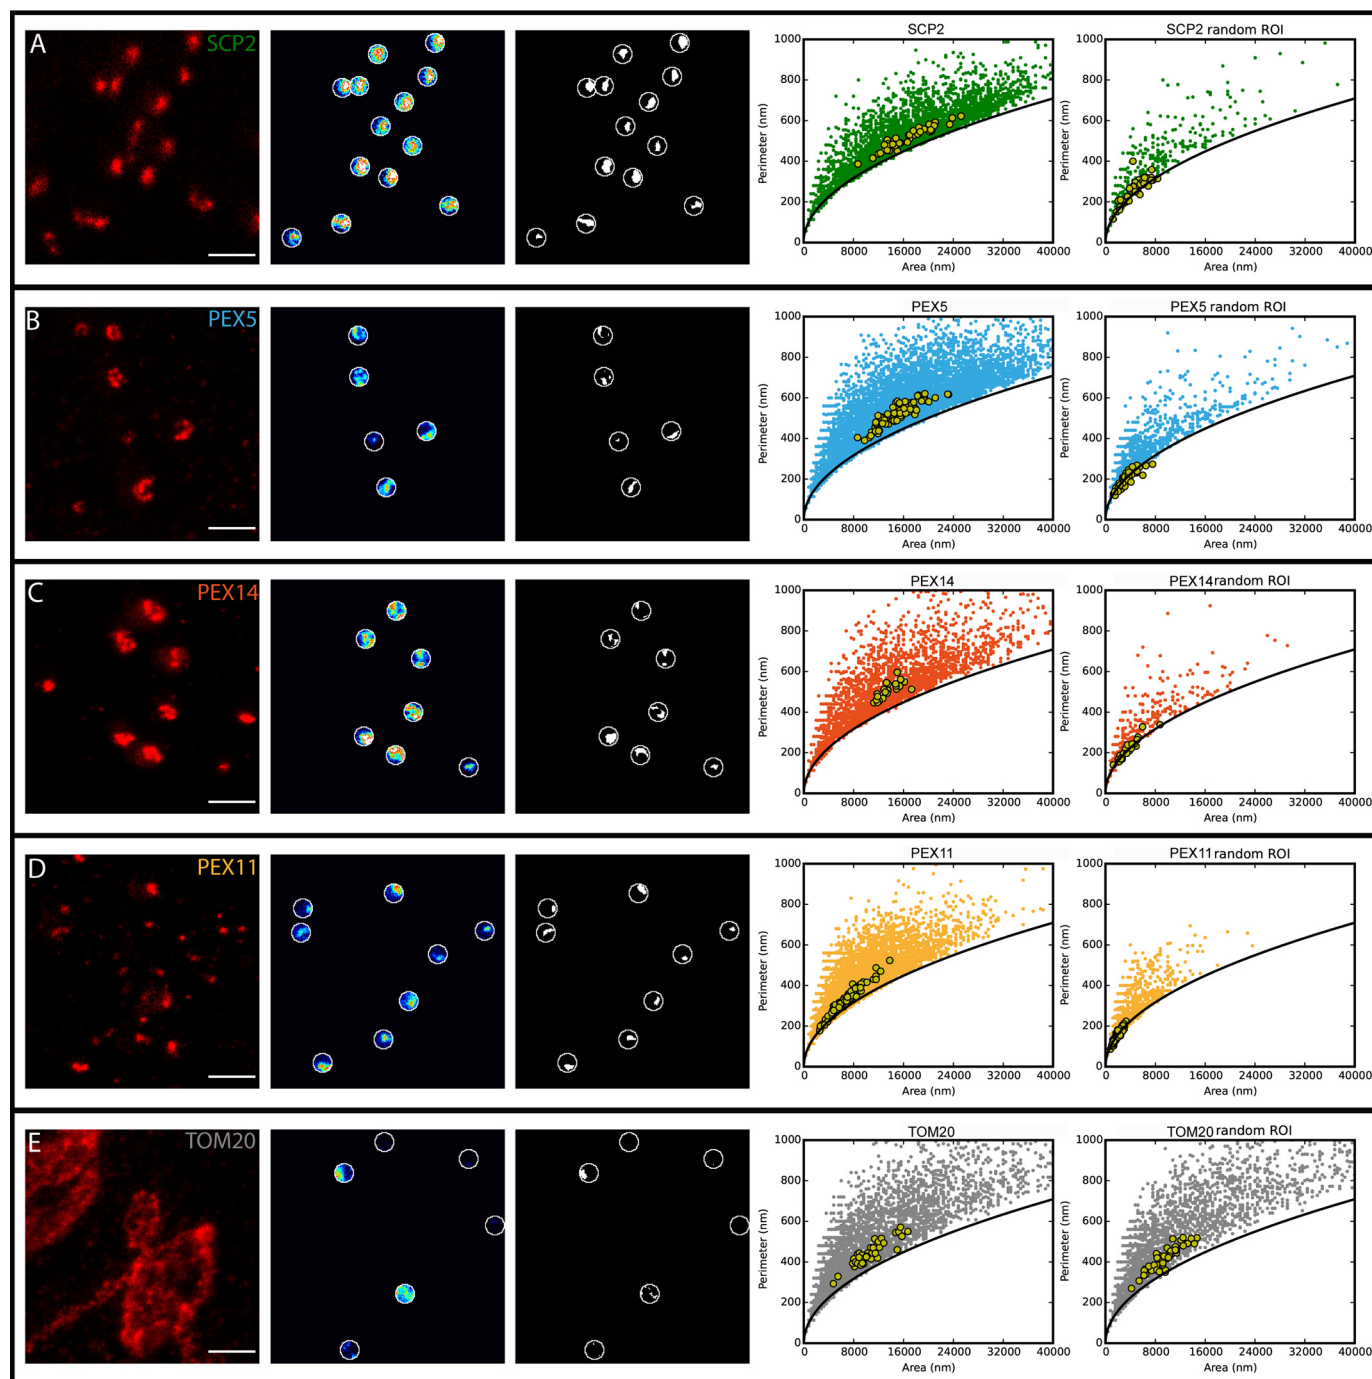 A SCP2
SCP2
1000
800
600
400
200
0
Perimeter (nm)
0 8000 16000 24000 32000 40000
Area (nm)
SCP2 random ROI
1000
800
600
400
200
0
Perimeter (nm)
0 8000 16000 24000 32000 40000
Area (nm)
B PEX5
PEX5
1000
800
600
400
200
0
Perimeter (nm)
0 8000 16000 24000 32000 40000
Area (nm)
PEX5 random ROI
1000
800
600
400
200
0
Perimeter (nm)
0 8000 16000 24000 32000 40000
Area (nm)
C PEX14
PEX14
1000
800
600
400
200
0
Perimeter (nm)
0 8000 16000 24000 32000 40000
Area (nm)
PEX14 random ROI
1000
800
600
400
200
0
Perimeter (nm)
0 8000 16000 24000 32000 40000
Area (nm)
D PEX11
PEX11
1000
800
600
400
200
0
Perimeter (nm)
0 8000 16000 24000 32000 40000
Area (nm)
PEX11 random ROI
1000
800
600
400
200
0
Perimeter (nm)
0 8000 16000 24000 32000 40000
Area (nm)
E TOM20
TOM20
1000
800
600
400
200
0
Perimeter (nm)
0 8000 16000 24000 32000 40000
Area (nm)
TOM20 random ROI
1000
800
600
400
200
0
Perimeter (nm)
0 8000 16000 24000 32000 40000
Area (nm)